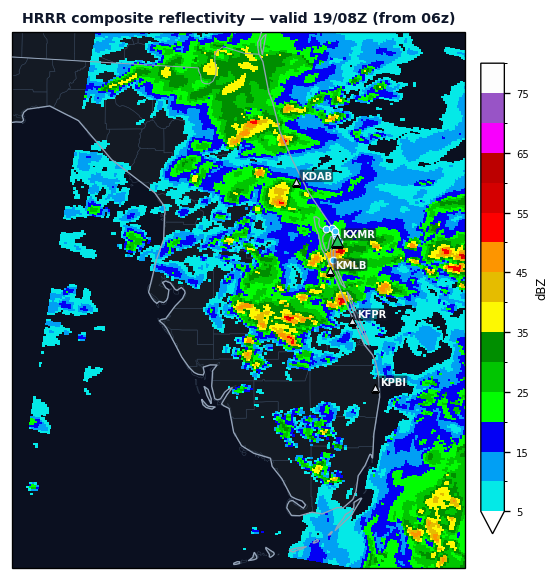 HRRR composite reflectivity — valid 19/08Z (from 06z)
KDAB
KXMR
KMLB
KFPR
KPBI
75
65
55
45
35
25
15
5
dBZ